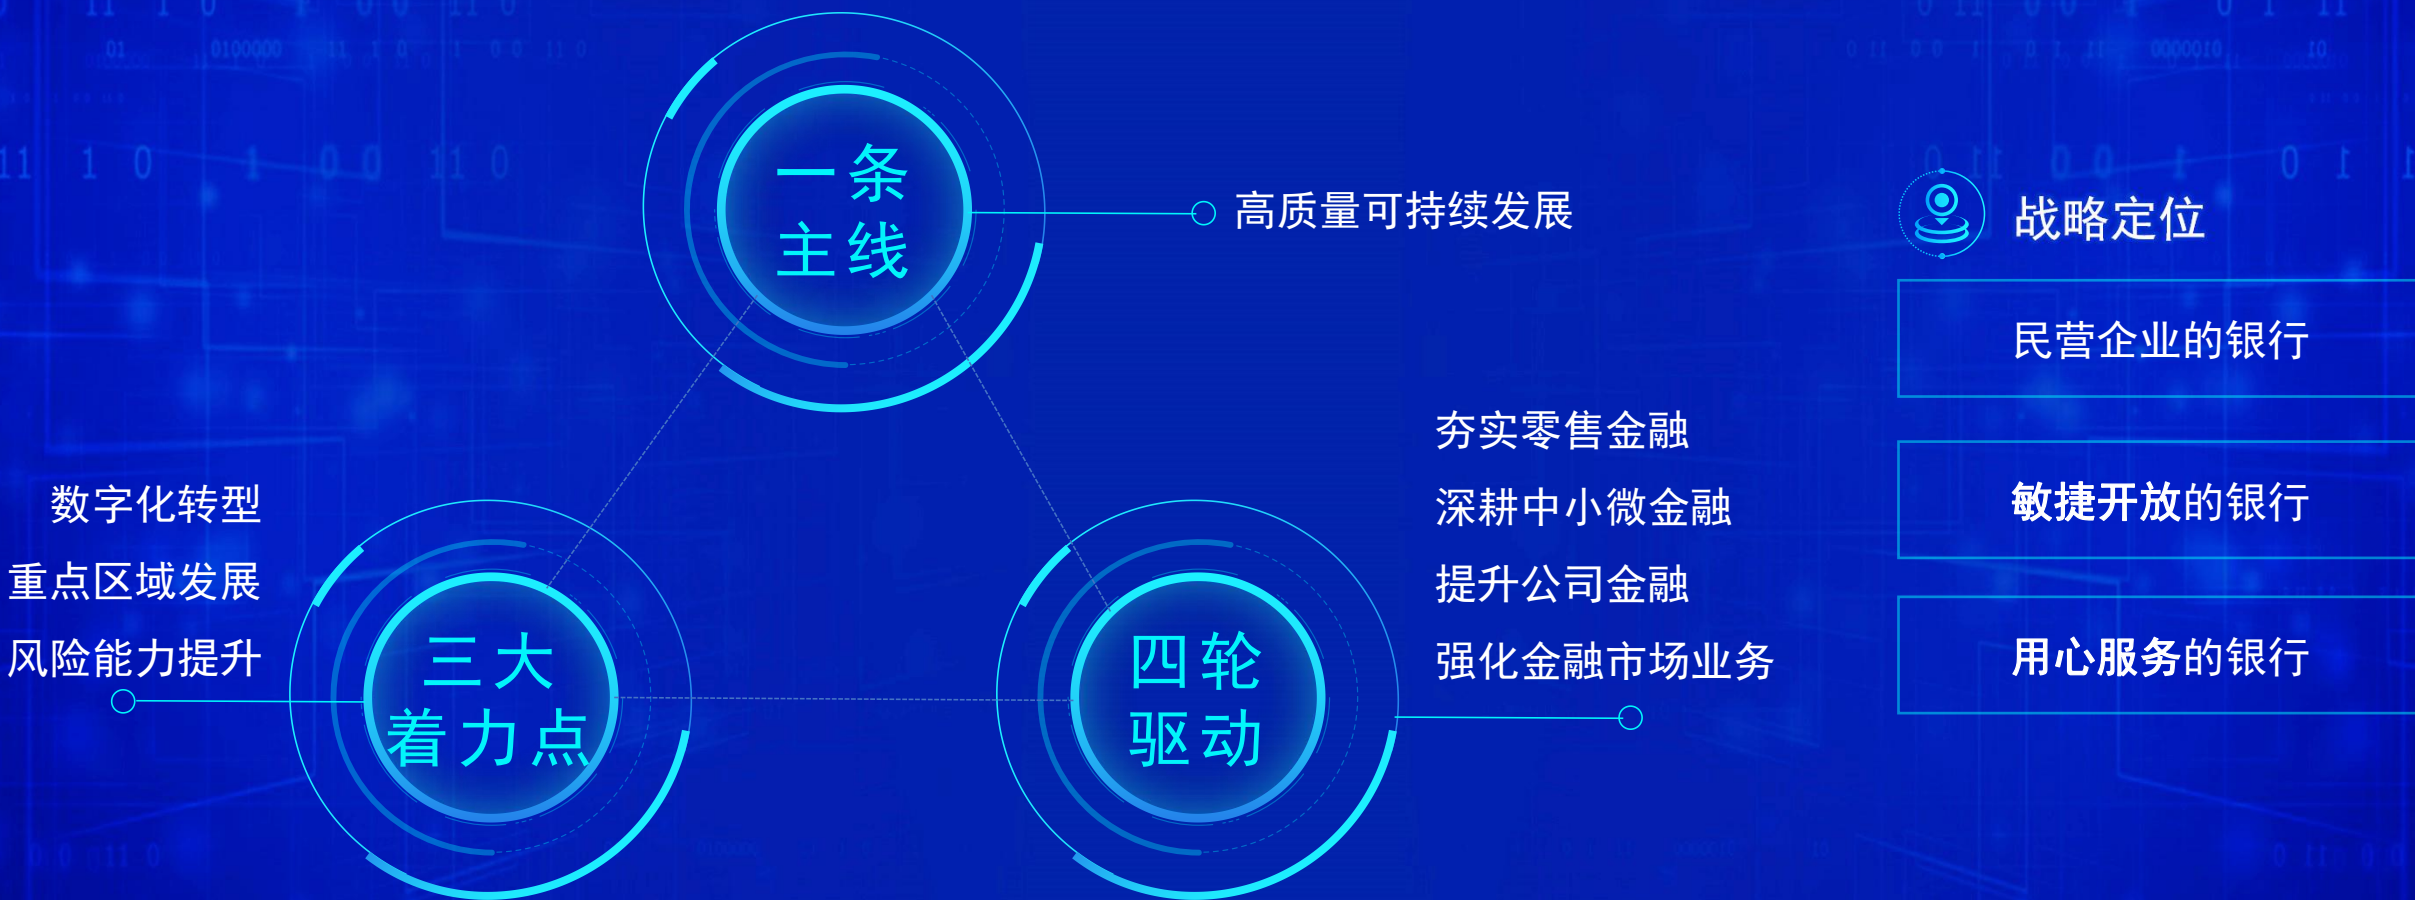 一条
主线
高质量可持续发展
数字化转型
重点区域发展
风险能力提升
三大
着力点
四轮
驱动
夯实零售金融
深耕中小微金融
提升公司金融
强化金融市场业务
战略定位
民营企业的银行
敏捷开放的银行
用心服务的银行